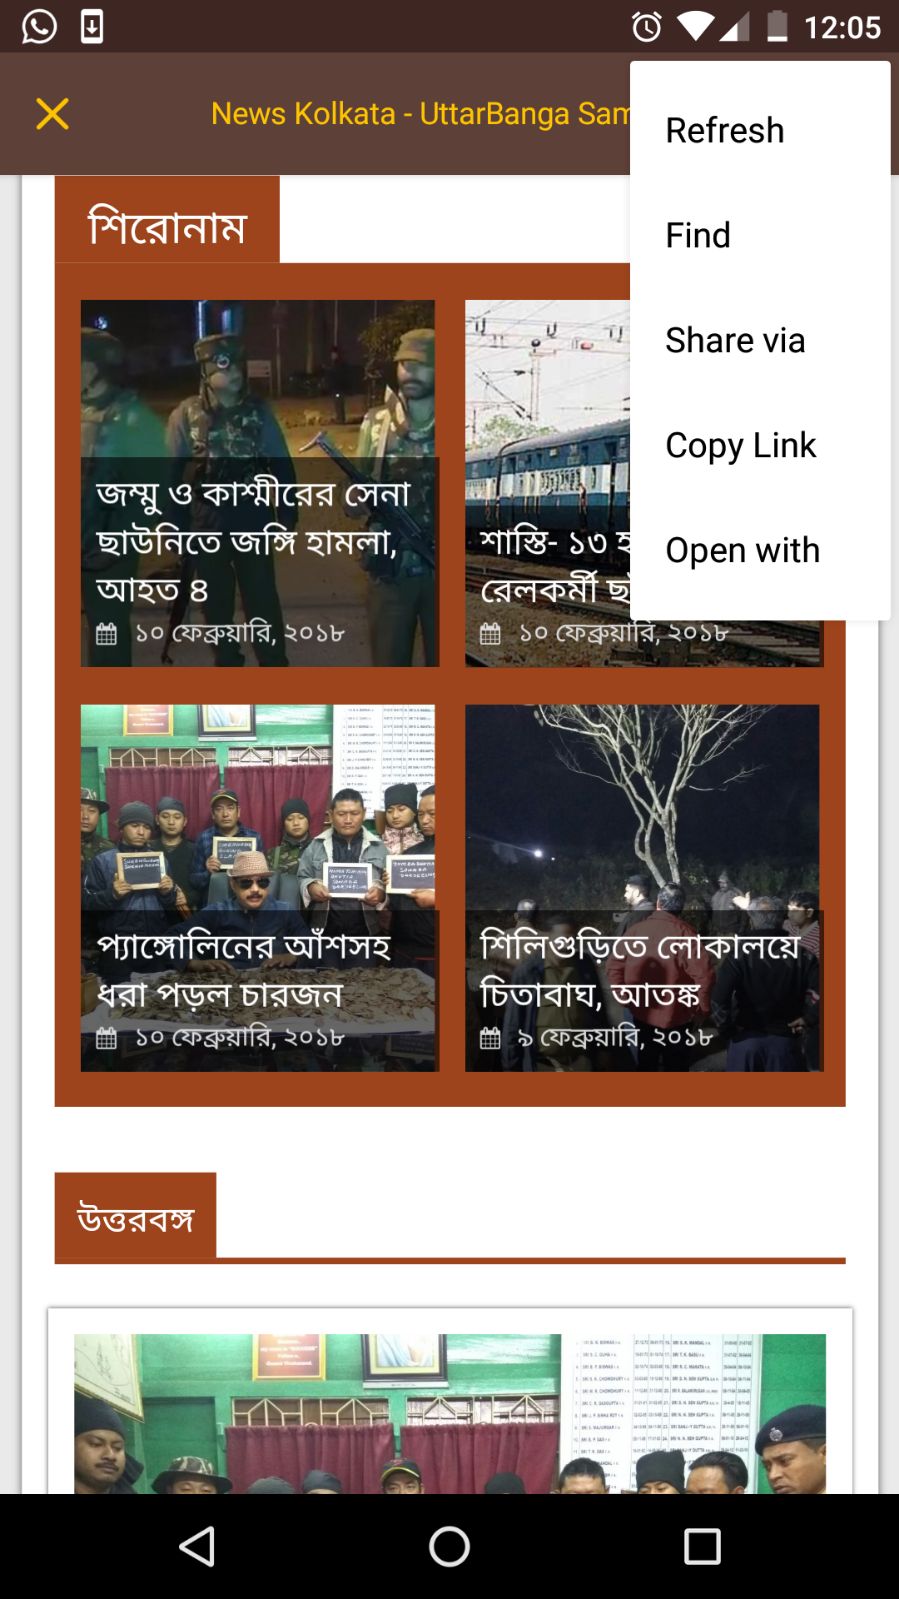 12:05
News Kolkata - UttarBanga Sam
Refresh
Find
Share via
Copy Link
Open with
শিরোনাম
জম্মু ও কাশ্মীরের সেনা
ছাউনিতে জঙ্গি হামলা,
আহত ৪
১০ ফেব্রুয়ারি, ২০১৮
শাস্তি- ১৩ হ
রেলকর্মী ছাঁ
১০ ফেব্রুয়ারি, ২০১৮
প্যাঙ্গোলিনের আঁশসহ
ধরা পড়ল চারজন
১০ ফেব্রুয়ারি, ২০১৮
শিলিগুড়িতে লোকালয়ে
চিতাবাঘ, আতঙ্ক
৯ ফেব্রুয়ারি, ২০১৮
উত্তরবঙ্গ